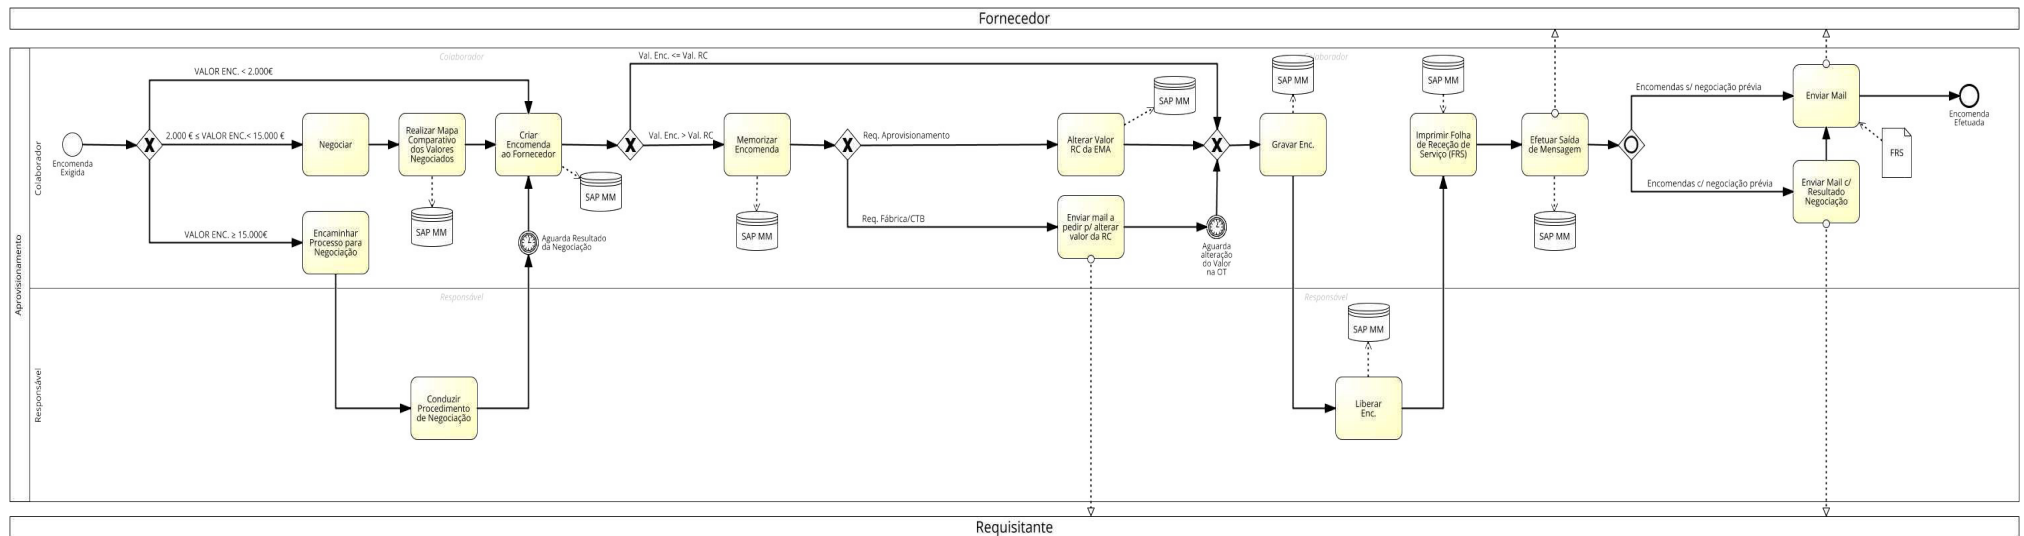 Fornecedor
Aprovisionamento
Colaborador
Colaborador
Colaborador
Encomenda
Exigida
VALOR ENC. < 2.000€
2.000 € ≤ VALOR ENC.< 15.000 €
VALOR ENC. ≥ 15.000€
Negociar
Realizar Mapa
Comparativo
dos Valores
Negociados
SAP MM
Encaminhar
Processo para
Negociação
Criar
Encomenda
ao Fornecedor
SAP MM
Aguarda Resultado
da Negociação
Val. Enc. <= Val. RC
Val. Enc. > Val. RC
Memorizar
Encomenda
SAP MM
Req. Aprovisionamento
Req. Fábrica/CTB
Alterar Valor
RC da EMA
SAP MM
Enviar mail a
pedir p/ alterar
valor da RC
Aguarda
alteração
do Valor
na OT
SAP MM
Gravar Enc.
SAP MM
Imprimir Folha
de Receção de
Serviço (FRS)
Efetuar Saída
de Mensagem
SAP MM
Encomendas s/ negociação prévia
Encomendas c/ negociação prévia
Enviar Mail
Enviar Mail c/
Resultado
Negociação
FRS
Encomenda
Efetuada
Responsável
Responsável
Responsável
Conduzir
Procedimento
de Negociação
SAP MM
Liberar
Enc.
Requisitante